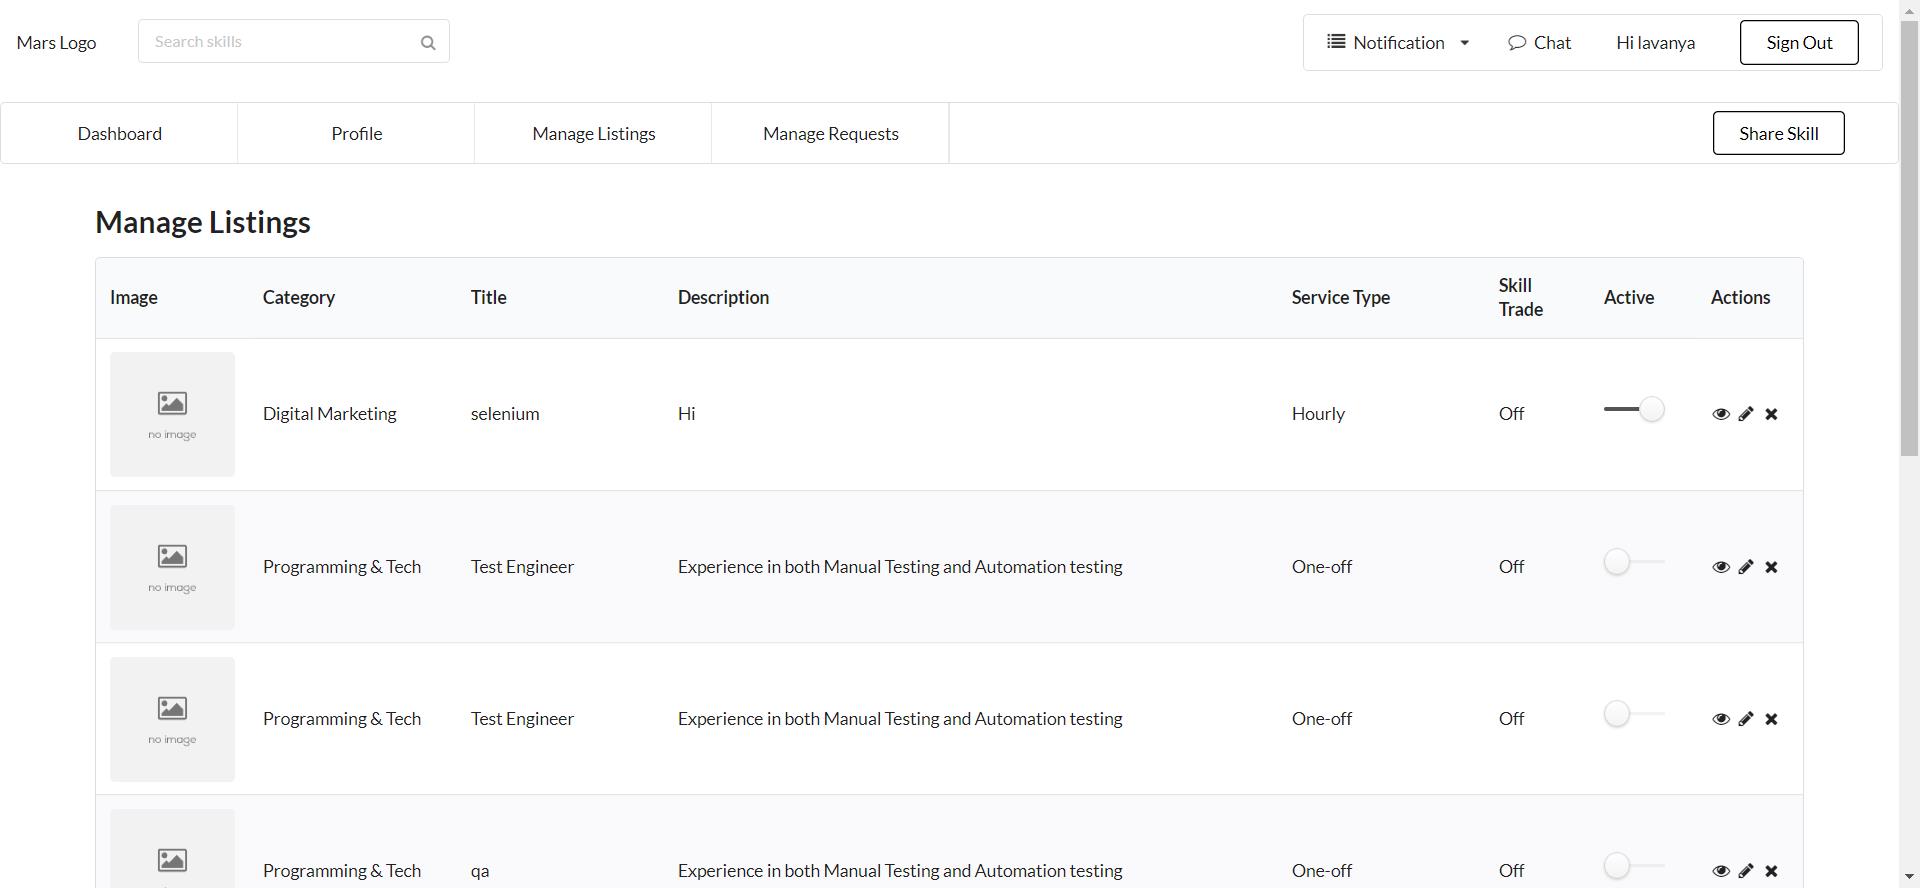 Mars Logo
Search skills
Notification
Chat
Hi lavanya
Sign Out
Dashboard
Profile
Manage Listings
Manage Requests
Share Skill
Manage Listings
Image
Category
Title
Description
Service Type
Skill
Trade
Active
Actions
no image
Digital Marketing
selenium
Hi
Hourly
Off
no image
Programming & Tech
Test Engineer
Experience in both Manual Testing and Automation testing
One-off
Off
no image
Programming & Tech
Test Engineer
Experience in both Manual Testing and Automation testing
One-off
Off
Programming & Tech
qa
Experience in both Manual Testing and Automation testing
One-off
Off